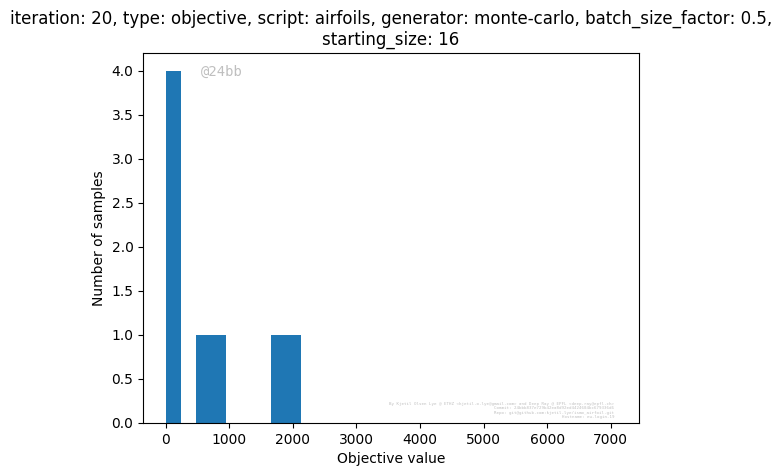 iteration: 20, type: objective, script: airfoils, generator: monte-carlo, batch_size_factor: 0.5,
starting_size: 16
@24bb
4.0
3.5
3.0
2.5
2.0
1.5
1.0
0.5
0.0
Number of samples
0 1000 2000 3000 4000 5000 6000 7000
Objective value